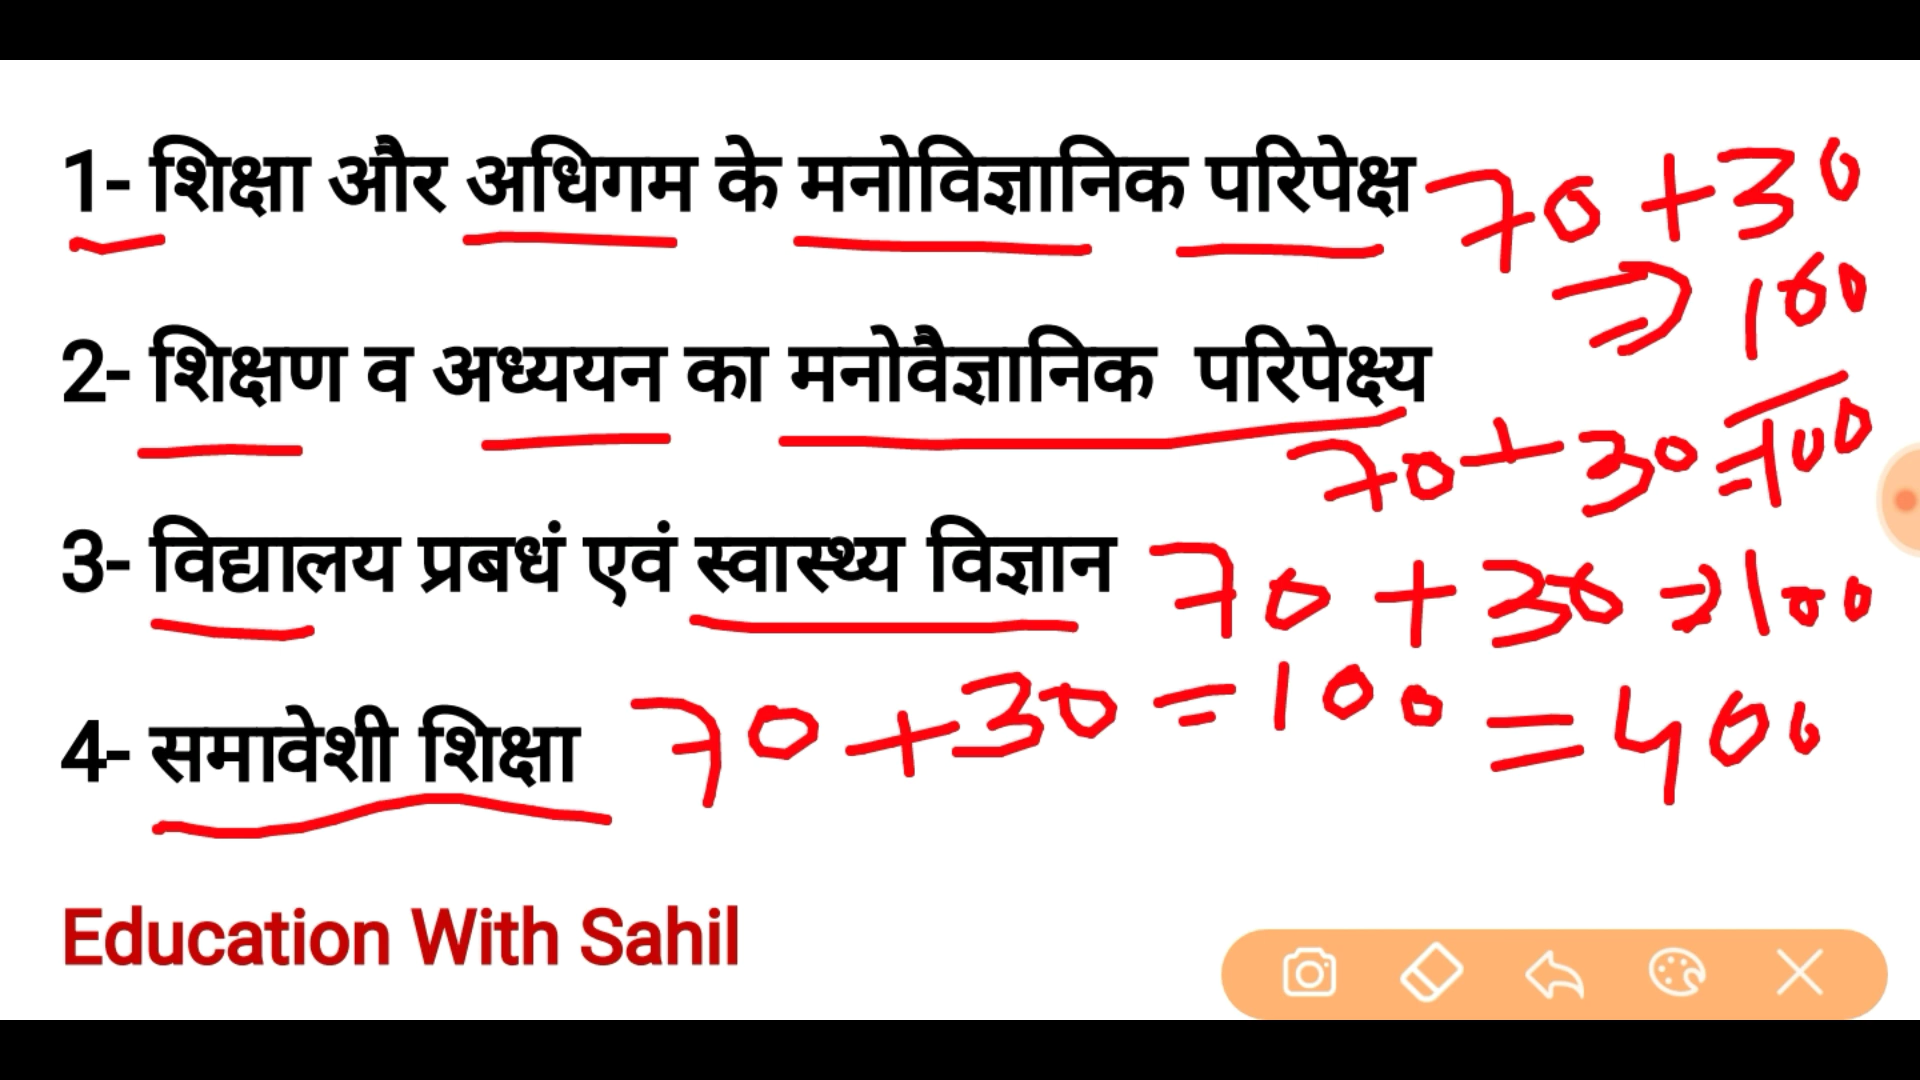 1- शिक्षा और अधिगम के मनोविज्ञानिक परिपेक्ष 70 + 30
⇒ 100
2- शिक्षण व अध्ययन का मनोवैज्ञानिक परिपेक्ष्य
70 + 30 = 100
3- विद्यालय प्रबधं एवं स्वास्थ्य विज्ञान 70 + 30 ⇒ 100
4- समावेशी शिक्षा 70 + 30 = 100 = 400
Education With Sahil